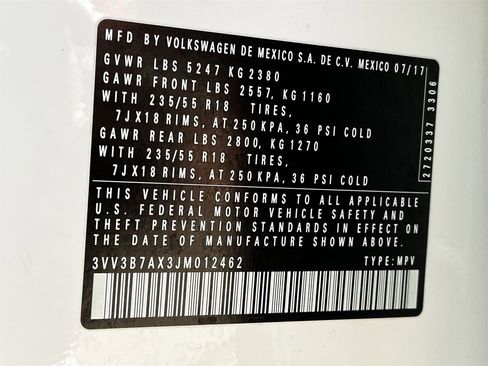 MFD BY VOLKSWAGEN DE MEXICO S.A. DE C.V. MEXICO 07/17
GVWR LBS 5247 KG 2380
GAWR FRONT LBS 2557, KG 1160
WITH 235/55 R18 TIRES,
7JX18 RIMS, AT 250 KPA, 36 PSI COLD
GAWR REAR LBS 2800, KG 1270
WITH 235/55 R18 TIRES,
7JX18 RIMS, AT 250 KPA, 36 PSI COLD
THIS VEHICLE CONFORMS TO ALL APPLICABLE
U.S. FEDERAL MOTOR VEHICLE SAFETY AND
THEFT PREVENTION STANDARDS IN EFFECT ON
THE DATE OF MANUFACTURE SHOWN ABOVE.
3VV3B7AX3JM012462 TYPE: MPV
2720337 3306